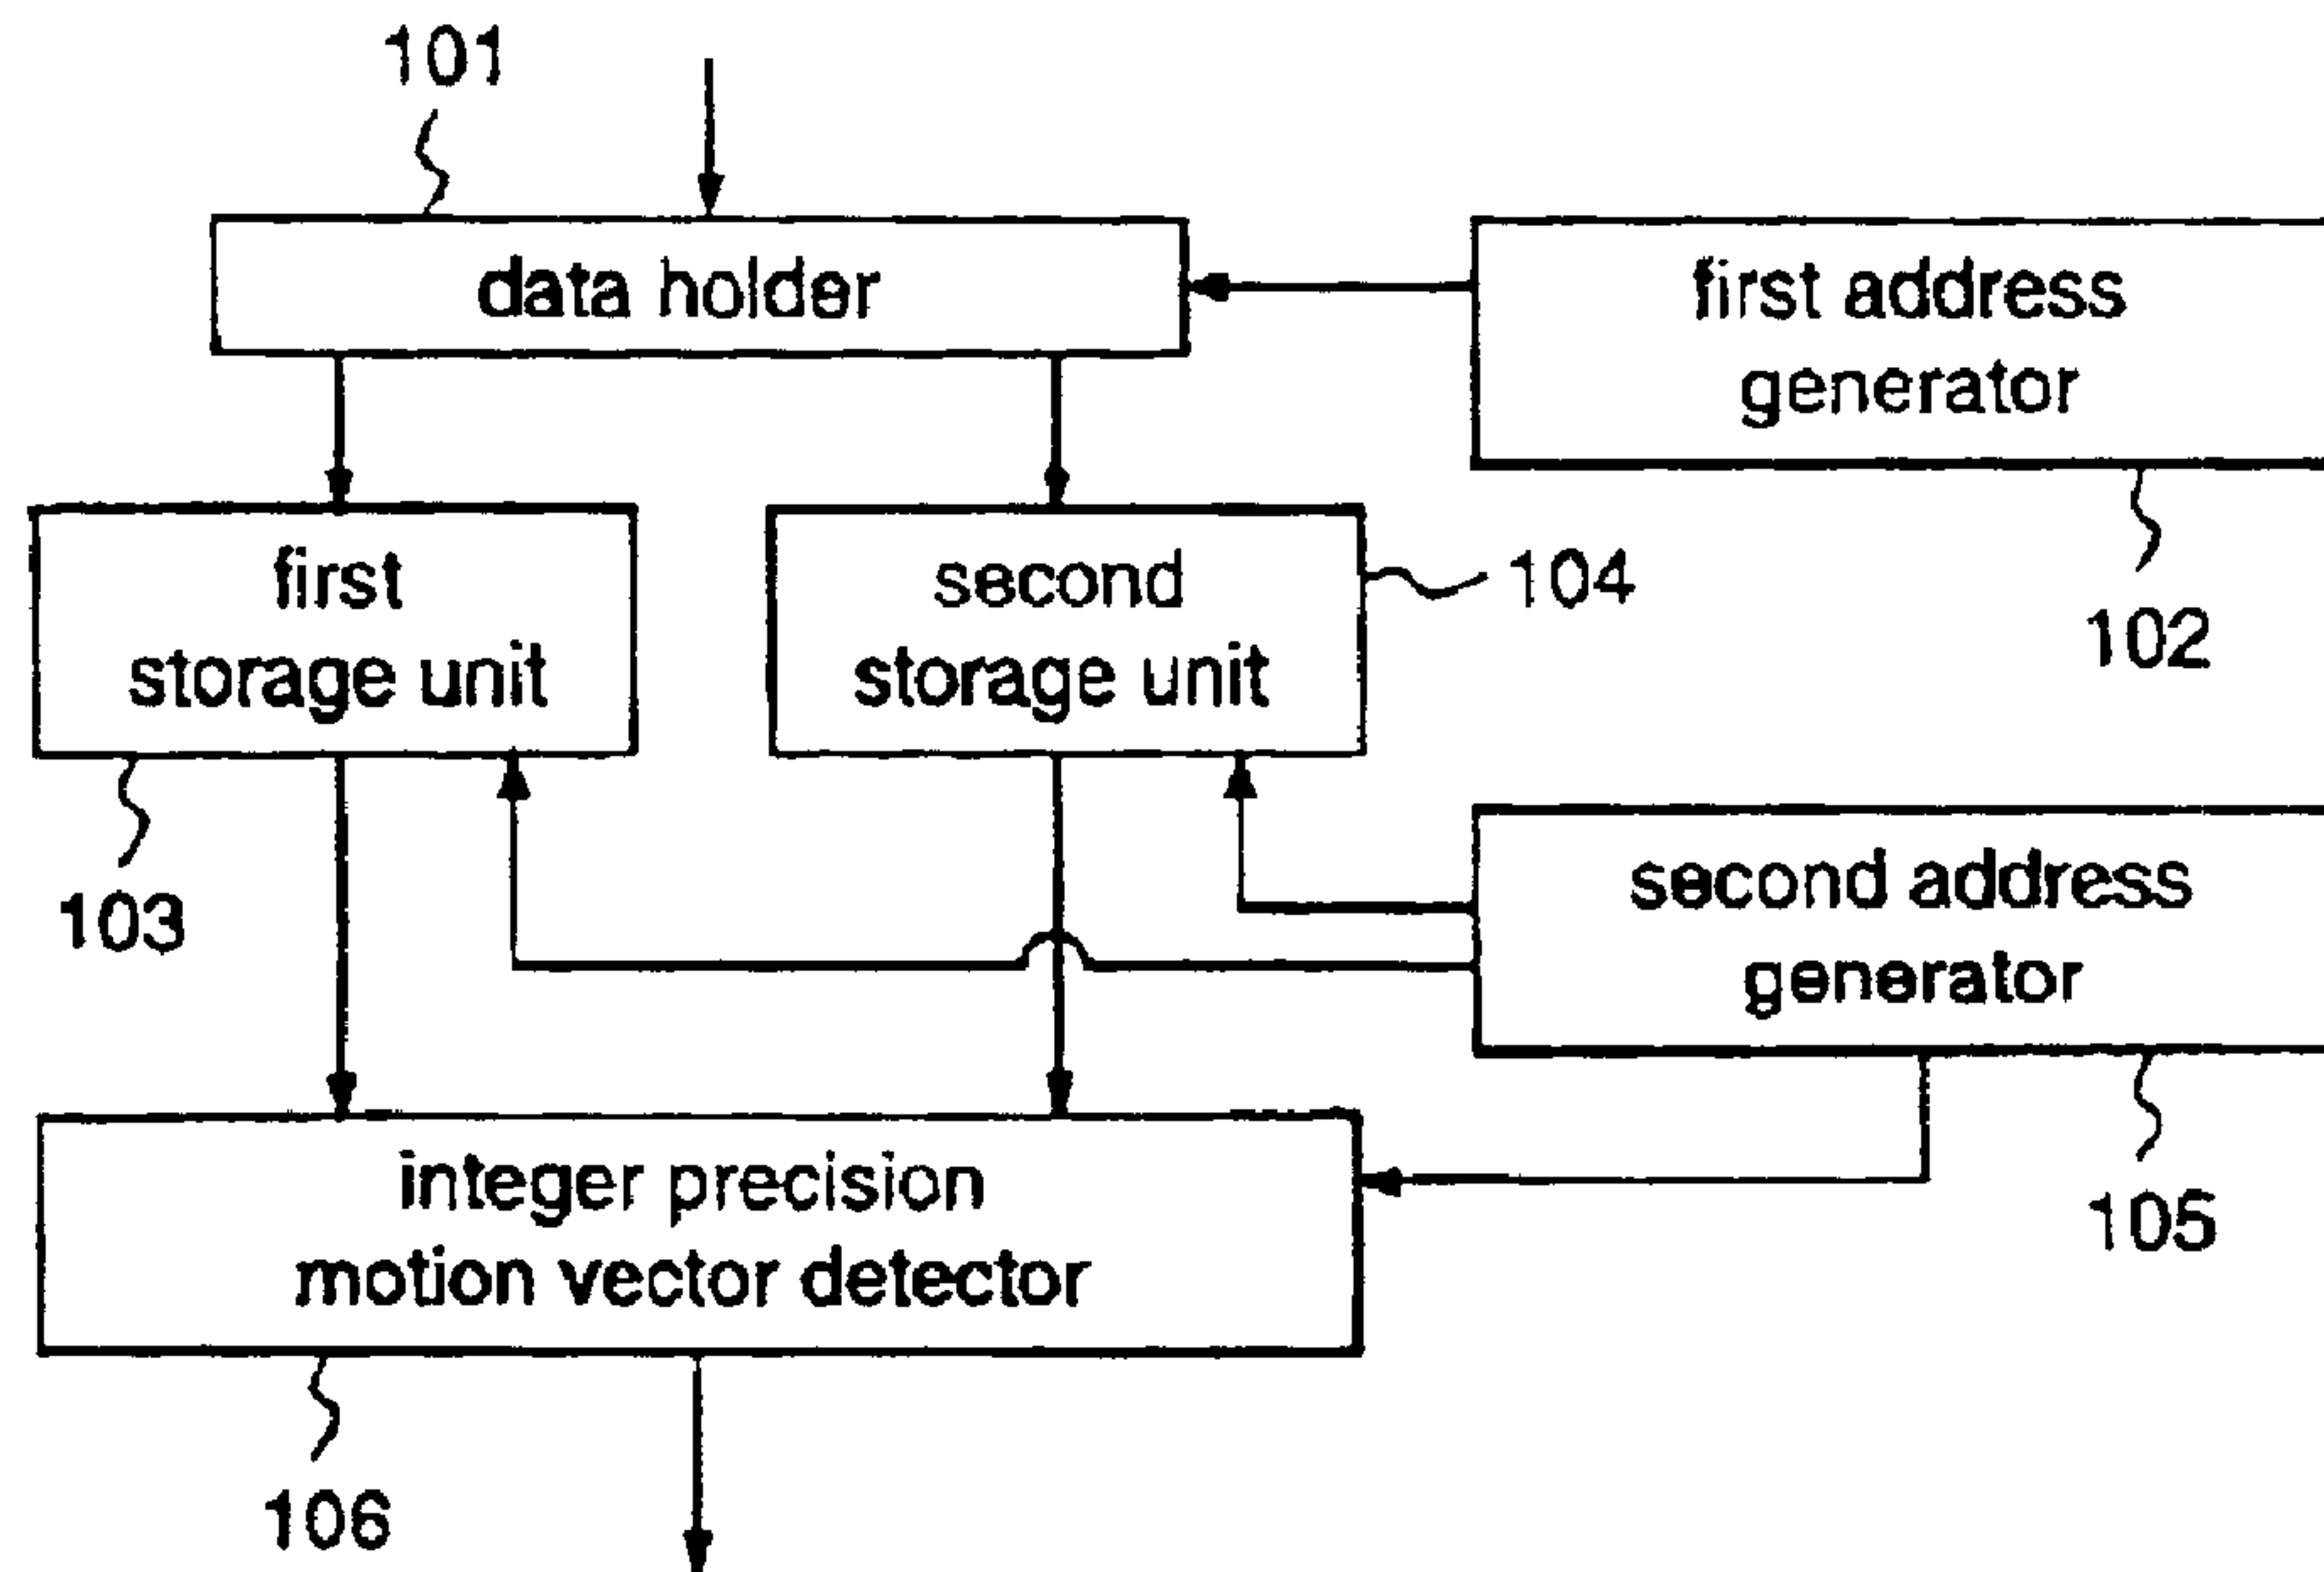 101
data holder
first address
generator
first
storage unit
second
storage unit
104
102
second address
generator
103
integer precision
motion vector detector
105
106